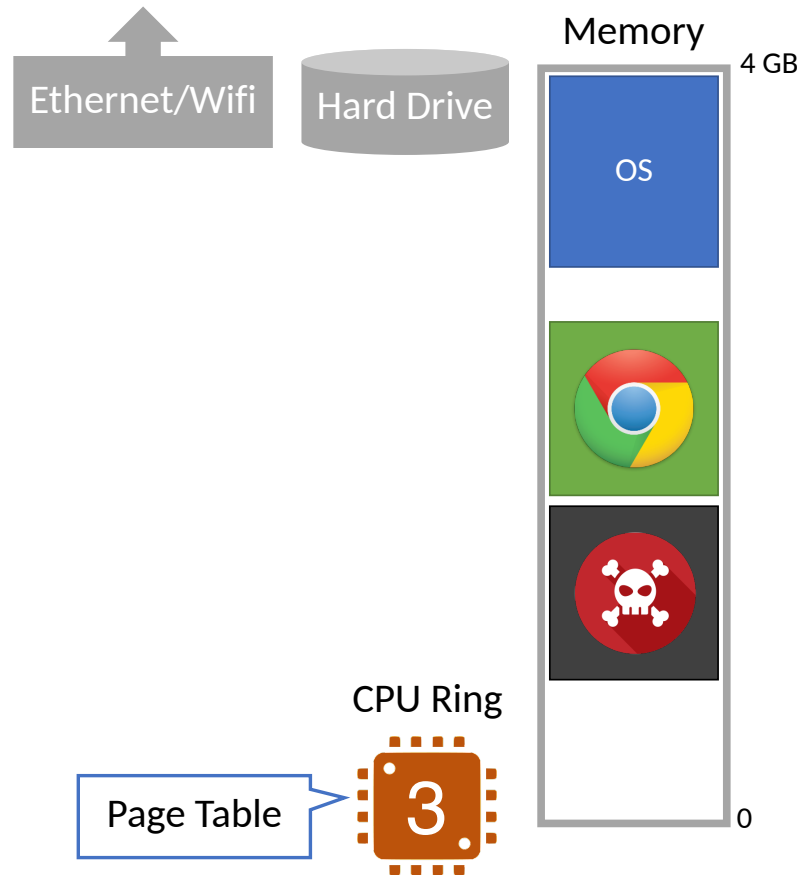 Memory
4 GB
Ethernet/Wifi
Hard Drive
OS
CPU Ring
3
Page Table
0